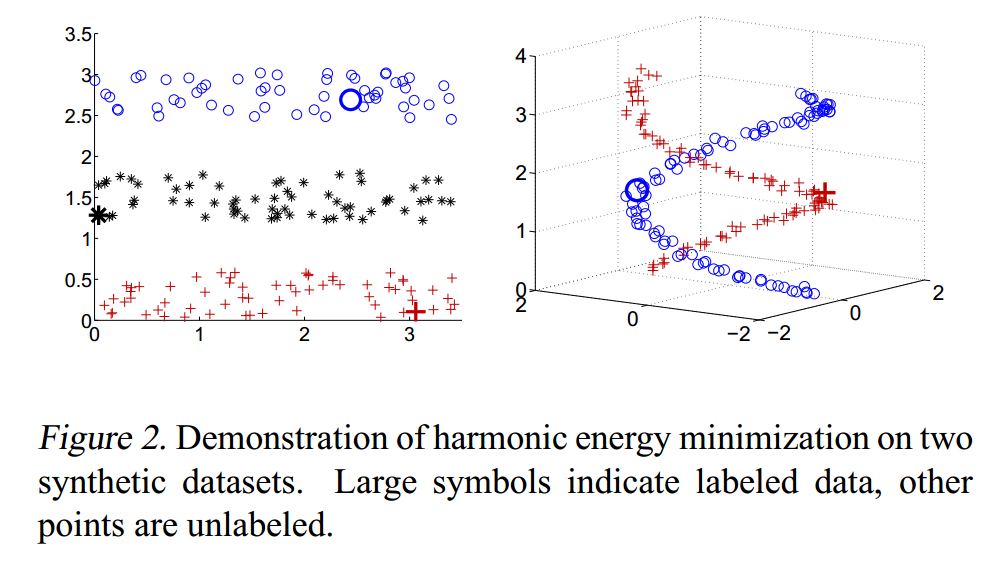 3.5
3
2.5
2
1.5
1
0.5
0
0 1 2 3
4
3
2
1
0
2 0 −2 −2 0 2
Figure 2. Demonstration of harmonic energy minimization on two
synthetic datasets. Large symbols indicate labeled data, other
points are unlabeled.